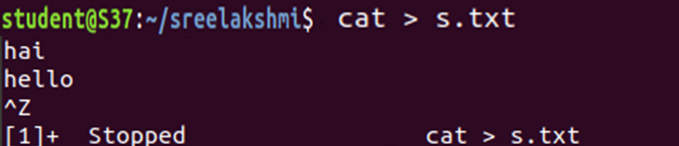 student@S37:~/sreelakshmi$ cat > s.txt
hai
hello
^Z
[1]+  Stopped                 cat > s.txt